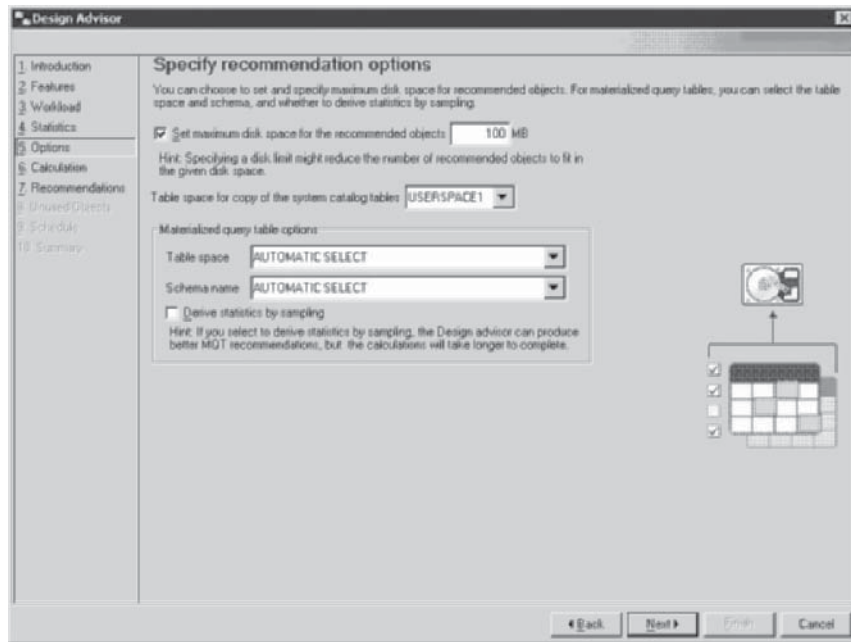 Design Advisor
1. Introduction
2. Features
3. Workload
4. Statistics
5. Options
6. Calculation
7. Recommendations
8. Unused Objects
9. Schedule
10. Summary
Specify recommendation options
You can choose to set and specify maximum disk space for recommended objects. For materialized query tables, you can select the table
space and schema, and whether to derive statistics by sampling.
Set maximum disk space for the recommended objects 100 MB
Hint: Specifying a disk limit might reduce the number of recommended objects to fit in
the given disk space.
Table space for copy of the system catalog tables USERSPACE1
Materialized query table options
Table space AUTOMATIC SELECT
Schema name AUTOMATIC SELECT
Derive statistics by sampling
Hint: If you select to derive statistics by sampling, the Design advisor can produce
better MQT recommendations, but the calculations will take longer to complete.
Back Next Finish Cancel